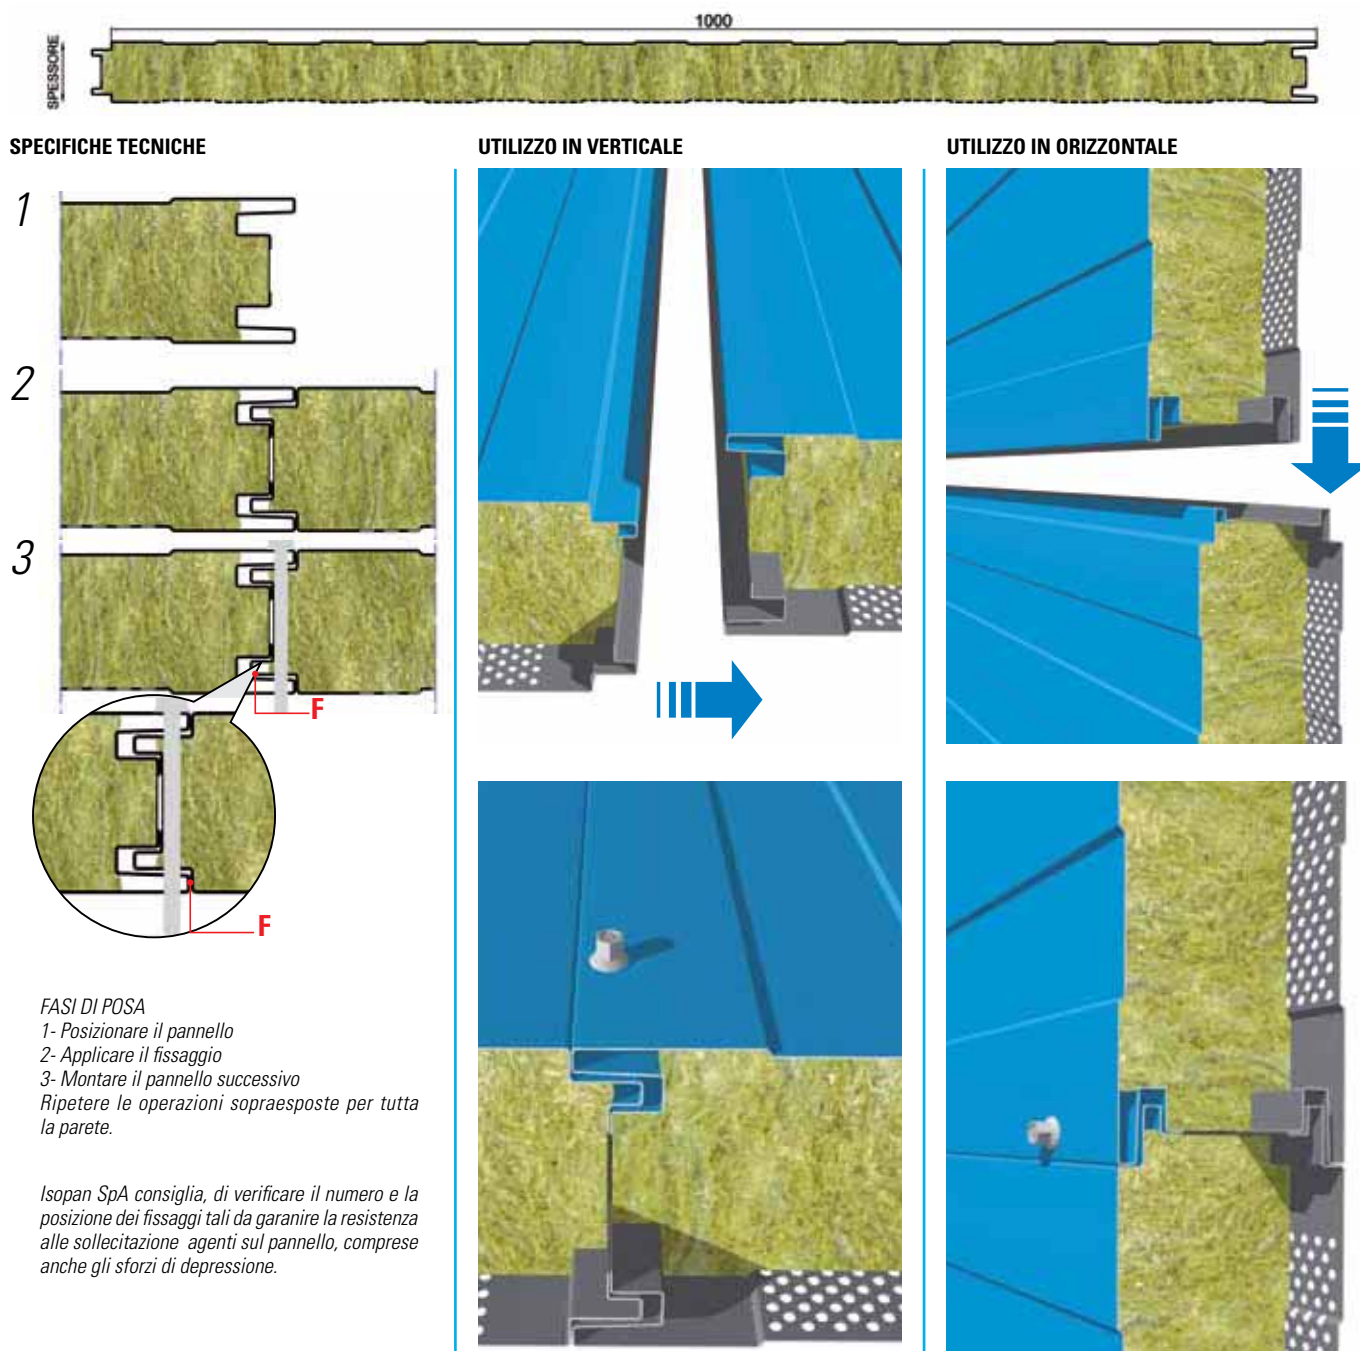 1000
SPESSORE
SPECIFICHE TECNICHE
1
2
3
F
F
FASI DI POSA
1- Posizionare il pannello
2- Applicare il fissaggio
3- Montare il pannello successivo
Ripetere le operazioni sopraesposte per tutta
la parete.
Isopan SpA consiglia, di verificare il numero e la
posizione dei fissaggi tali da garanire la resistenza
alle sollecitazione agenti sul pannello, comprese
anche gli sforzi di depressione.
UTILIZZO IN VERTICALE
UTILIZZO IN ORIZZONTALE